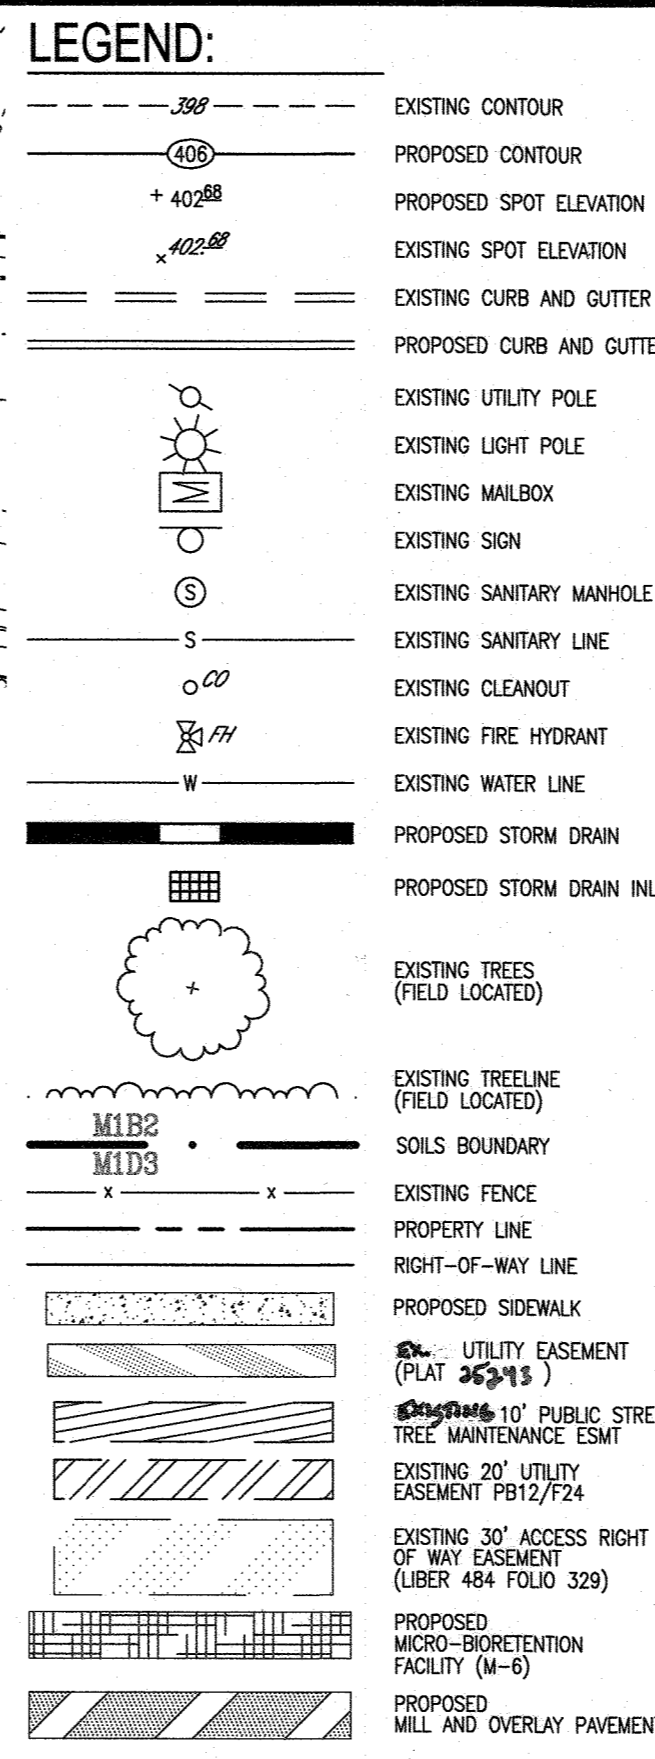 LEGEND:
398 EXISTING CONTOUR
406 PROPOSED CONTOUR
+ 40268 PROPOSED SPOT ELEVATION
x 402.68 EXISTING SPOT ELEVATION
EXISTING CURB AND GUTTER
PROPOSED CURB AND GUTTE
EXISTING UTILITY POLE
EXISTING LIGHT POLE
M EXISTING MAILBOX
EXISTING SIGN
S EXISTING SANITARY MANHOLE
S EXISTING SANITARY LINE
CO EXISTING CLEANOUT
FH EXISTING FIRE HYDRANT
W EXISTING WATER LINE
PROPOSED STORM DRAIN
PROPOSED STORM DRAIN INL
EXISTING TREES
(FIELD LOCATED)
EXISTING TREELINE
(FIELD LOCATED)
M1B2
SOILS BOUNDARY
M1D3
x x EXISTING FENCE
PROPERTY LINE
RIGHT-OF-WAY LINE
PROPOSED SIDEWALK
EX. UTILITY EASEMENT
(PLAT 25293 )
EXISTING 10' PUBLIC STRE
TREE MAINTENANCE ESMT
EXISTING 20' UTILITY
EASEMENT PB12/F24
EXISTING 30' ACCESS RIGHT
OF WAY EASEMENT
(LIBER 484 FOLIO 329)
PROPOSED
MICRO-BIORETENTION
FACILITY (M-6)
PROPOSED
MILL AND OVERLAY PAVEMEN